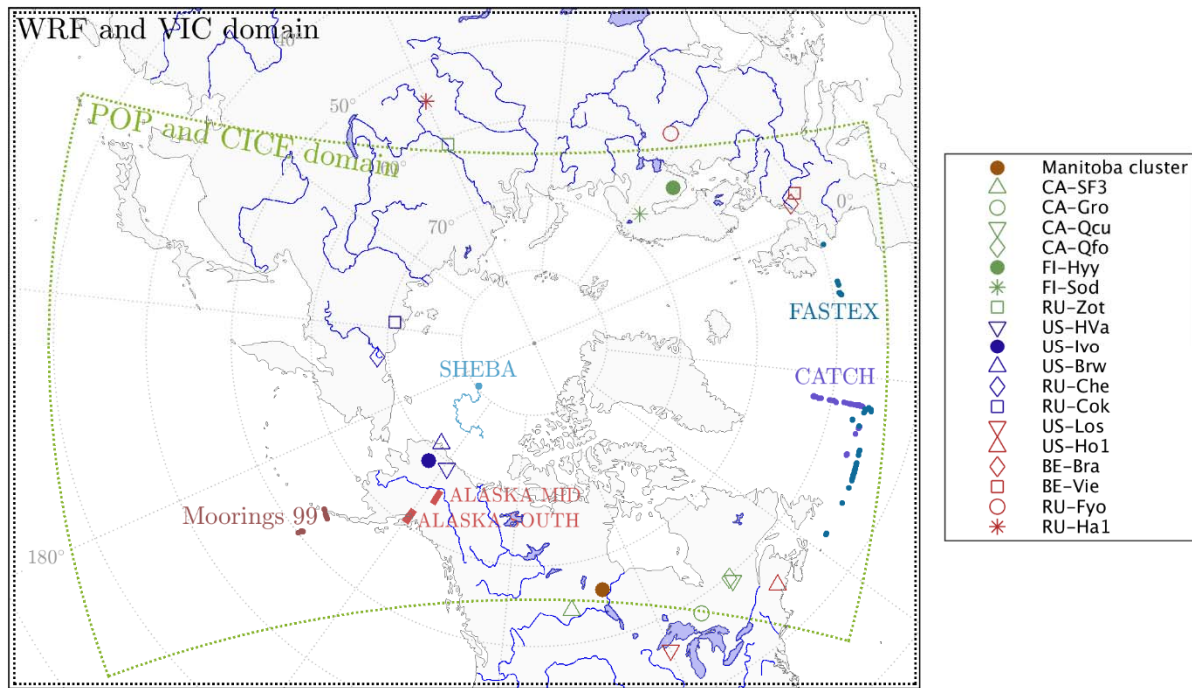 WRF and VIC domain
40°
50°
POP and CICE domain
60°
70°
0°
FASTEX
SHEBA
CATCH
ALASKA MID
Moorings 99
ALASKA SOUTH
180°
Manitoba cluster
CA-SF3
CA-Gro
CA-Qcu
CA-Qfo
FI-Hyy
FI-Sod
RU-Zot
US-HVa
US-Ivo
US-Brw
RU-Che
RU-Cok
US-Los
US-Ho1
BE-Bra
BE-Vie
RU-Fyo
RU-Ha1